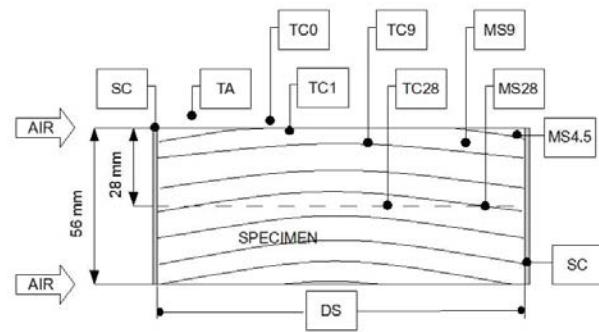 TC0
TC9
MS9
SC
TA
TC1
TC28
MS28
AIR
MS4.5
28 mm
56 mm
SPECIMEN
SC
AIR
DS